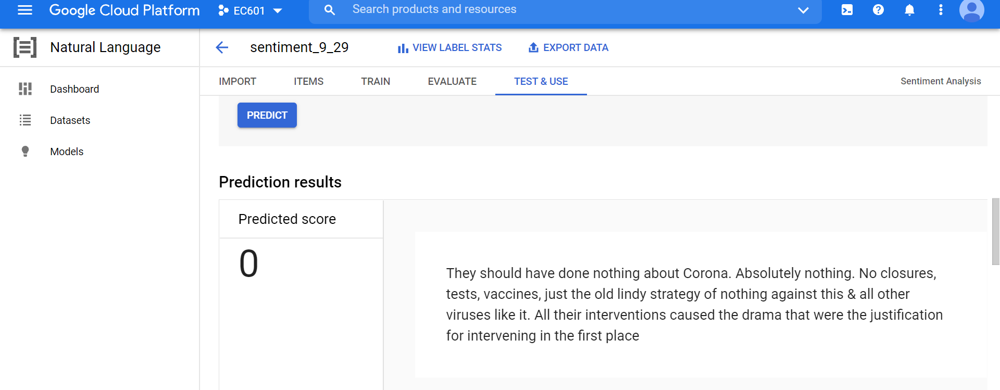 Google Cloud Platform
EC601
Search products and resources
Natural Language
sentiment_9_29
VIEW LABEL STATS
EXPORT DATA
IMPORT
ITEMS
TRAIN
EVALUATE
TEST & USE
Sentiment Analysis
Dashboard
Datasets
Models
PREDICT
Prediction results
Predicted score
0
They should have done nothing about Corona. Absolutely nothing. No closures,
tests, vaccines, just the old lindy strategy of nothing against this & all other
viruses like it. All their interventions caused the drama that were the justification
for intervening in the first place